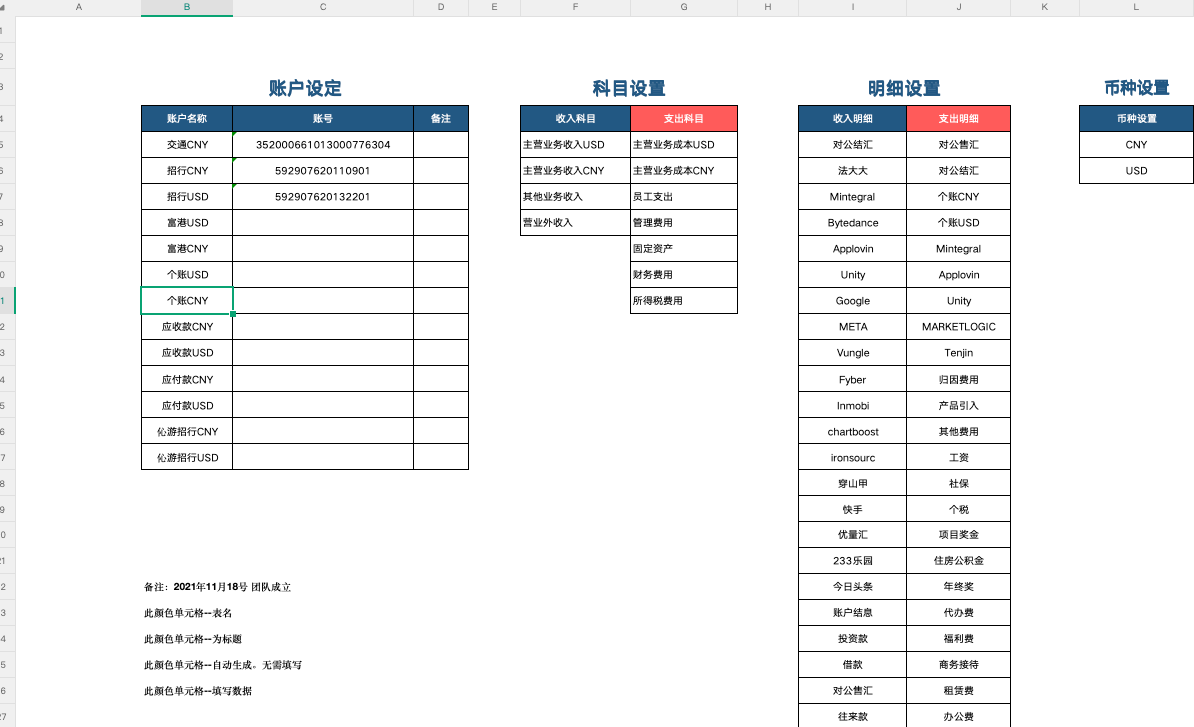 A B C D E F G H I J K L
1
2
3 账户设定 科目设置 明细设置 币种设置
4 账户名称 账号 备注 收入科目 支出科目 收入明细 支出明细 币种设置
5 交通CNY 352000661013000776304 主营业务收入USD 主营业务成本USD 对公结汇 对公售汇 CNY
6 招行CNY 592907620110901 主营业务收入CNY 主营业务成本CNY 法大大 对公结汇 USD
7 招行USD 592907620132201 其他业务收入 员工支出 Mintegral 个账CNY
8 富港USD 营业外收入 管理费用 Bytedance 个账USD
9 富港CNY 固定资产 Applovin Mintegral
0 个账USD 财务费用 Unity Applovin
1 个账CNY 所得税费用 Google Unity
2 应收款CNY META MARKETLOGIC
3 应收款USD Vungle Tenjin
4 应付款CNY Fyber 归因费用
5 应付款USD Inmobi 产品引入
6 伈游招行CNY chartboost 其他费用
7 伈游招行USD ironsourc 工资
8 穿山甲 社保
9 快手 个税
0 优量汇 项目奖金
21 233乐园 住房公积金
2 备注：2021年11月18号 团队成立 今日头条 年终奖
3 此颜色单元格--表名 账户结息 代办费
4 此颜色单元格--为标题 投资款 福利费
5 此颜色单元格--自动生成。无需填写 借款 商务接待
6 此颜色单元格--填写数据 对公售汇 租赁费
27 往来款 办公费